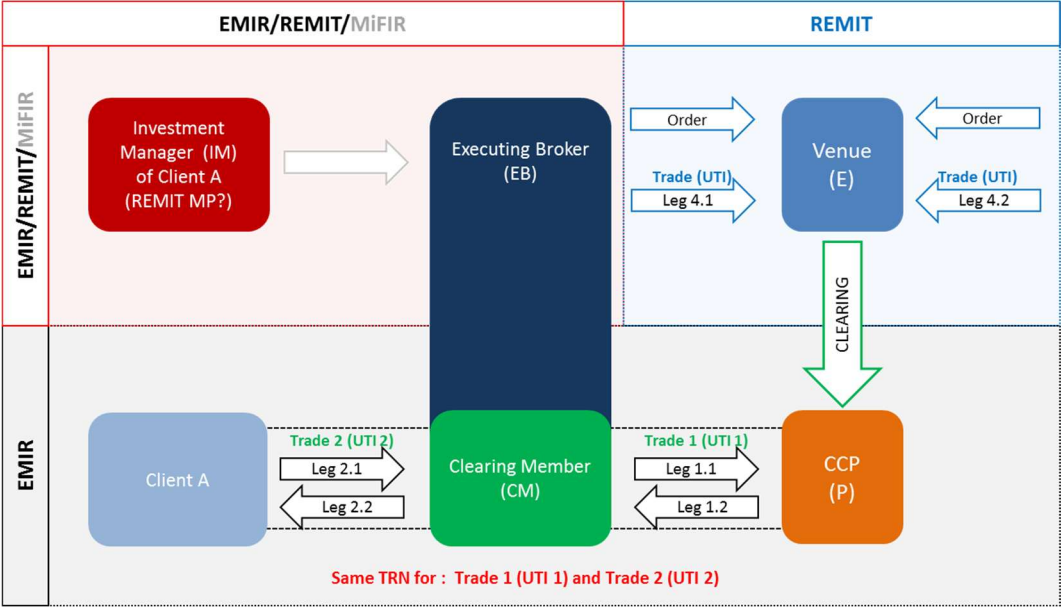 EMIR/REMIT/MiFIR
REMIT
EMIR/REMIT/MiFIR
Investment
Manager (IM)
of Client A
(REMIT MP?)
Executing Broker
(EB)
Order
Trade (UTI)
Leg 4.1
Venue
(E)
Order
Trade (UTI)
Leg 4.2
CLEARING
EMIR
Client A
Trade 2 (UTI 2)
Leg 2.1
Leg 2.2
Clearing Member
(CM)
Trade 1 (UTI 1)
Leg 1.1
Leg 1.2
CCP
(P)
Same TRN for : Trade 1 (UTI 1) and Trade 2 (UTI 2)